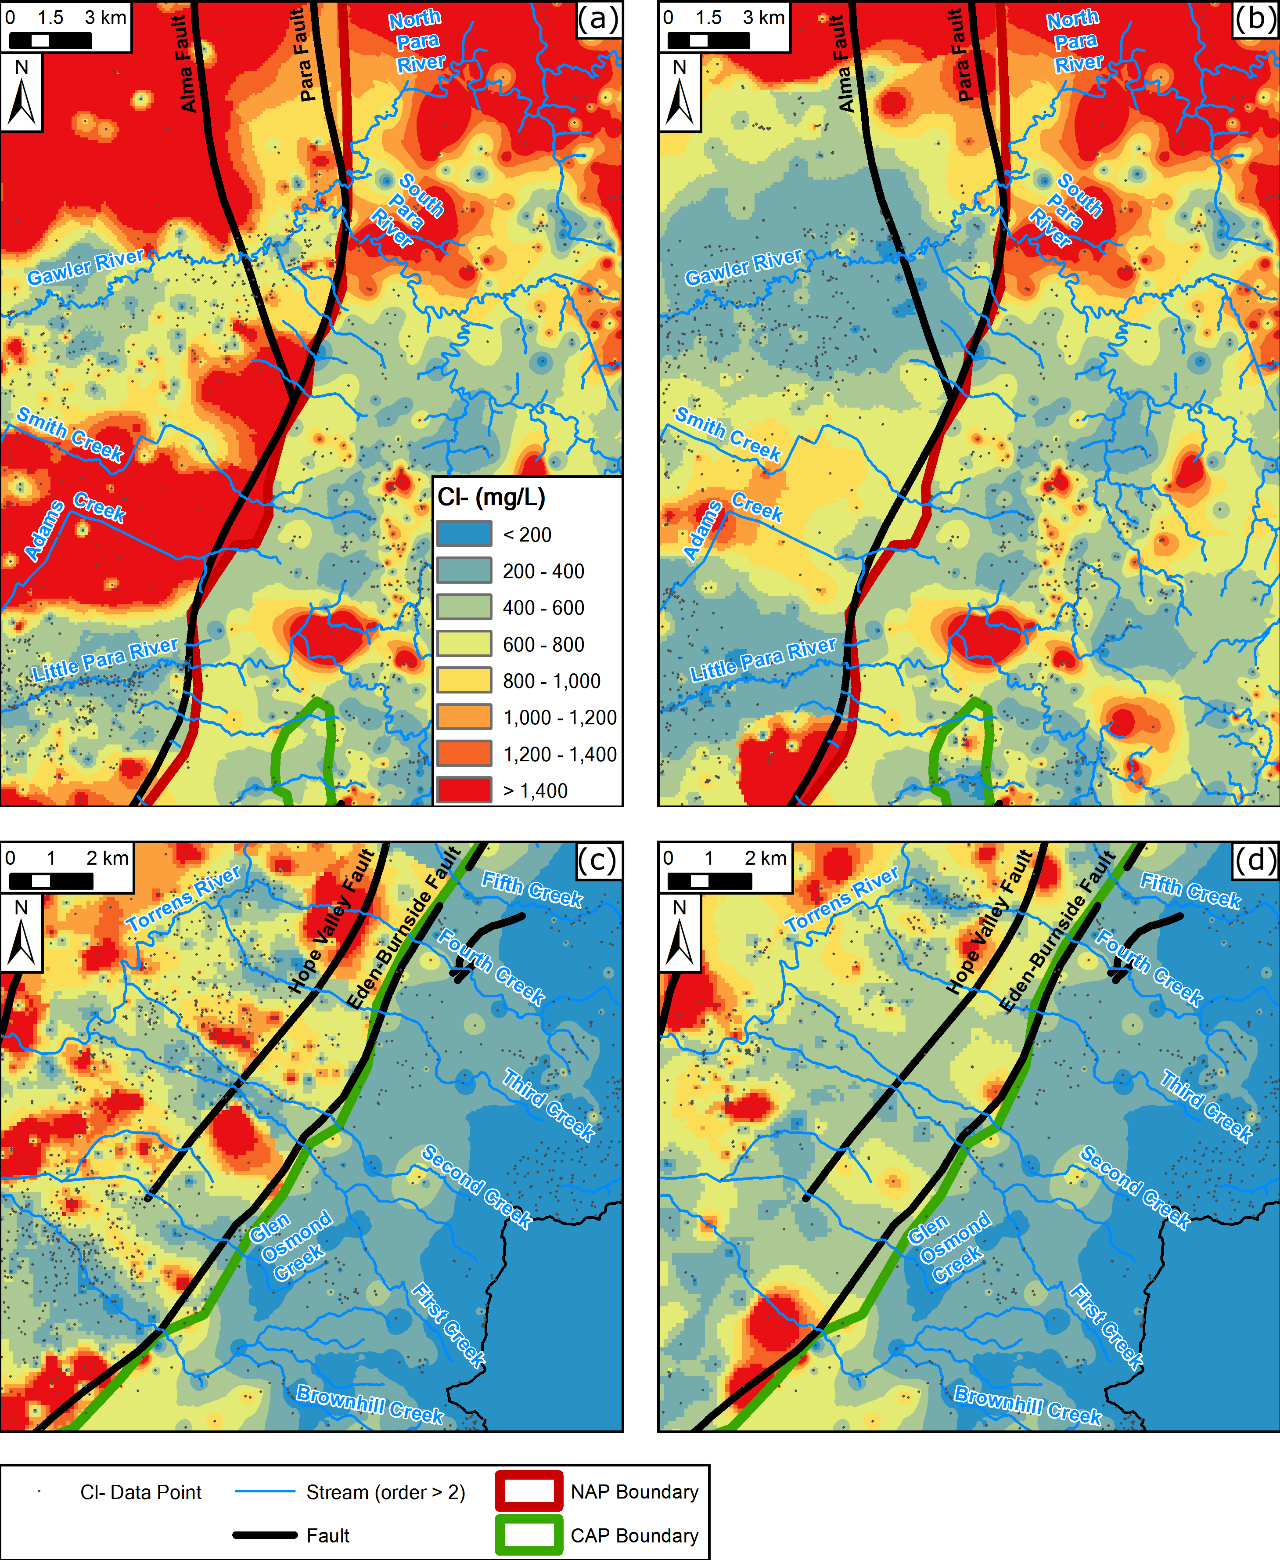 0 1.5 3 km
(a)
N
Alma Fault
Para Fault
North
Para
River
South
Para
River
Gawler River
Smith Creek
Adams
Creek
Little Para River
Cl- (mg/L)
< 200
200 - 400
400 - 600
600 - 800
800 - 1,000
1,000 - 1,200
1,200 - 1,400
> 1,400
0 1.5 3 km
(b)
N
Alma Fault
Para Fault
North
Para
River
South
Para
River
Gawler River
Smith Creek
Adams
Creek
Little Para River
0 1 2 km
(c)
N
Torrens River
Hope Valley Fault
Eden-Burnside Fault
Fifth Creek
Fourth Creek
Third Creek
Second Creek
Glen
Osmond
Creek
First Creek
Brownhill Creek
0 1 2 km
(d)
N
Torrens River
Hope Valley Fault
Eden-Burnside Fault
Fifth Creek
Fourth Creek
Third Creek
Second Creek
Glen
Osmond
Creek
First Creek
Brownhill Creek
Cl- Data Point
Stream (order > 2)
NAP Boundary
Fault
CAP Boundary